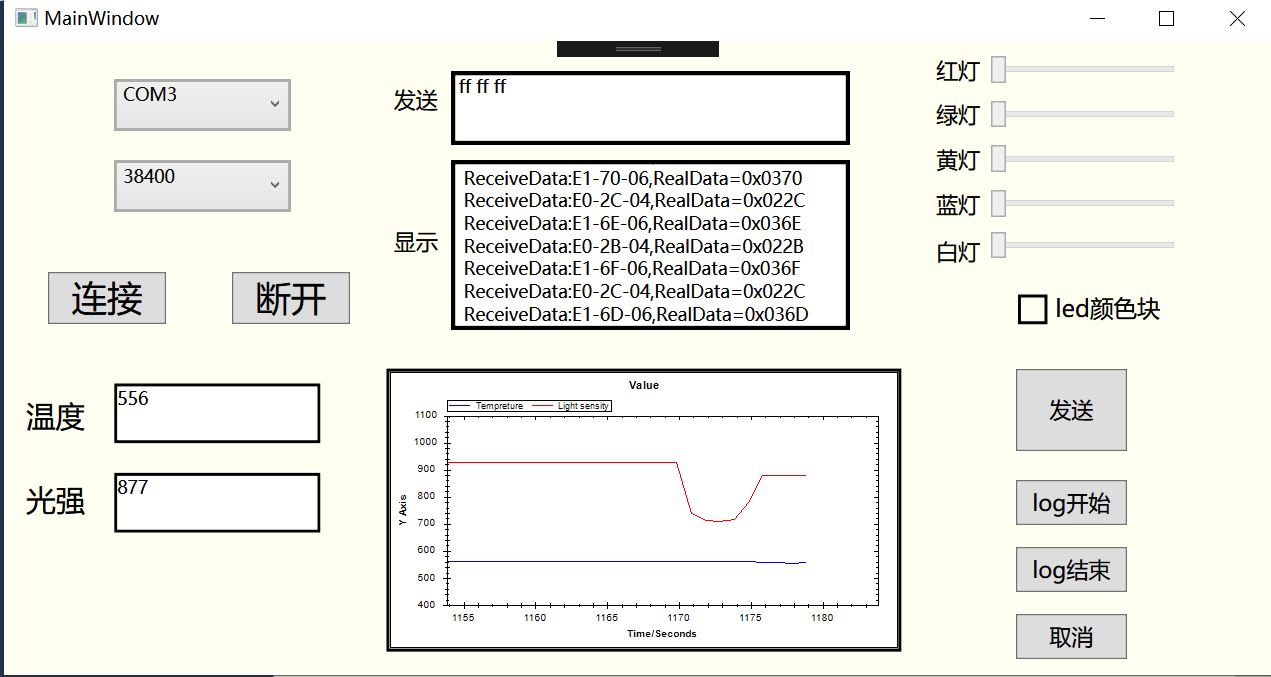 MainWindow
COM3
38400
连接
断开
温度
556
光强
877
发送
ff ff ff
显示
ReceiveData:E1-70-06,RealData=0x0370
ReceiveData:E0-2C-04,RealData=0x022C
ReceiveData:E1-6E-06,RealData=0x036E
ReceiveData:E0-2B-04,RealData=0x022B
ReceiveData:E1-6F-06,RealData=0x036F
ReceiveData:E0-2C-04,RealData=0x022C
ReceiveData:E1-6D-06,RealData=0x036D
Value
Tempreture
Light sensity
1100
1000
900
800
700
600
500
400
Y Axis
1155
1160
1165
1170
1175
1180
Time/Seconds
红灯
绿灯
黄灯
蓝灯
白灯
led颜色块
发送
log开始
log结束
取消